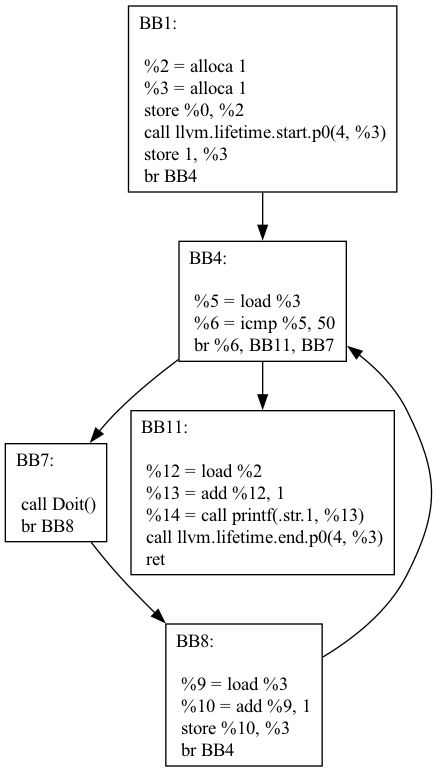 BB1:
%2 = alloca 1
%3 = alloca 1
store %0, %2
call llvm.lifetime.start.p0(4, %3)
store 1, %3
br BB4
BB4:
%5 = load %3
%6 = icmp %5, 50
br %6, BB11, BB7
BB7:
call Doit()
br BB8
BB11:
%12 = load %2
%13 = add %12, 1
%14 = call printf(.str.1, %13)
call llvm.lifetime.end.p0(4, %3)
ret
BB8:
%9 = load %3
%10 = add %9, 1
store %10, %3
br BB4